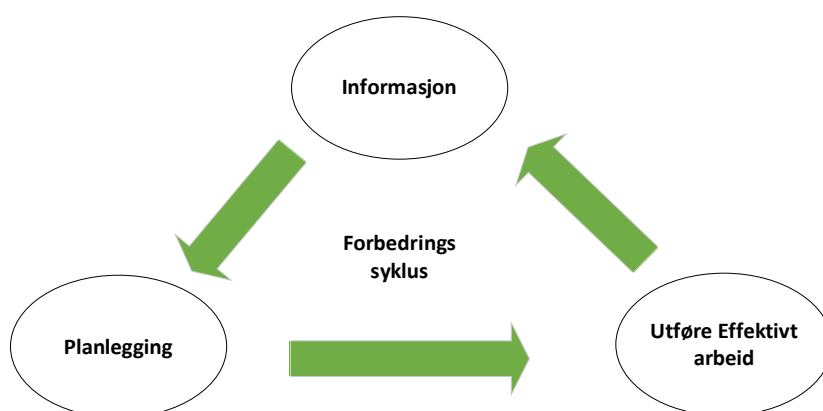 Informasjon
Forbedrings
syklus
Planlegging
Utføre Effektivt
arbeid